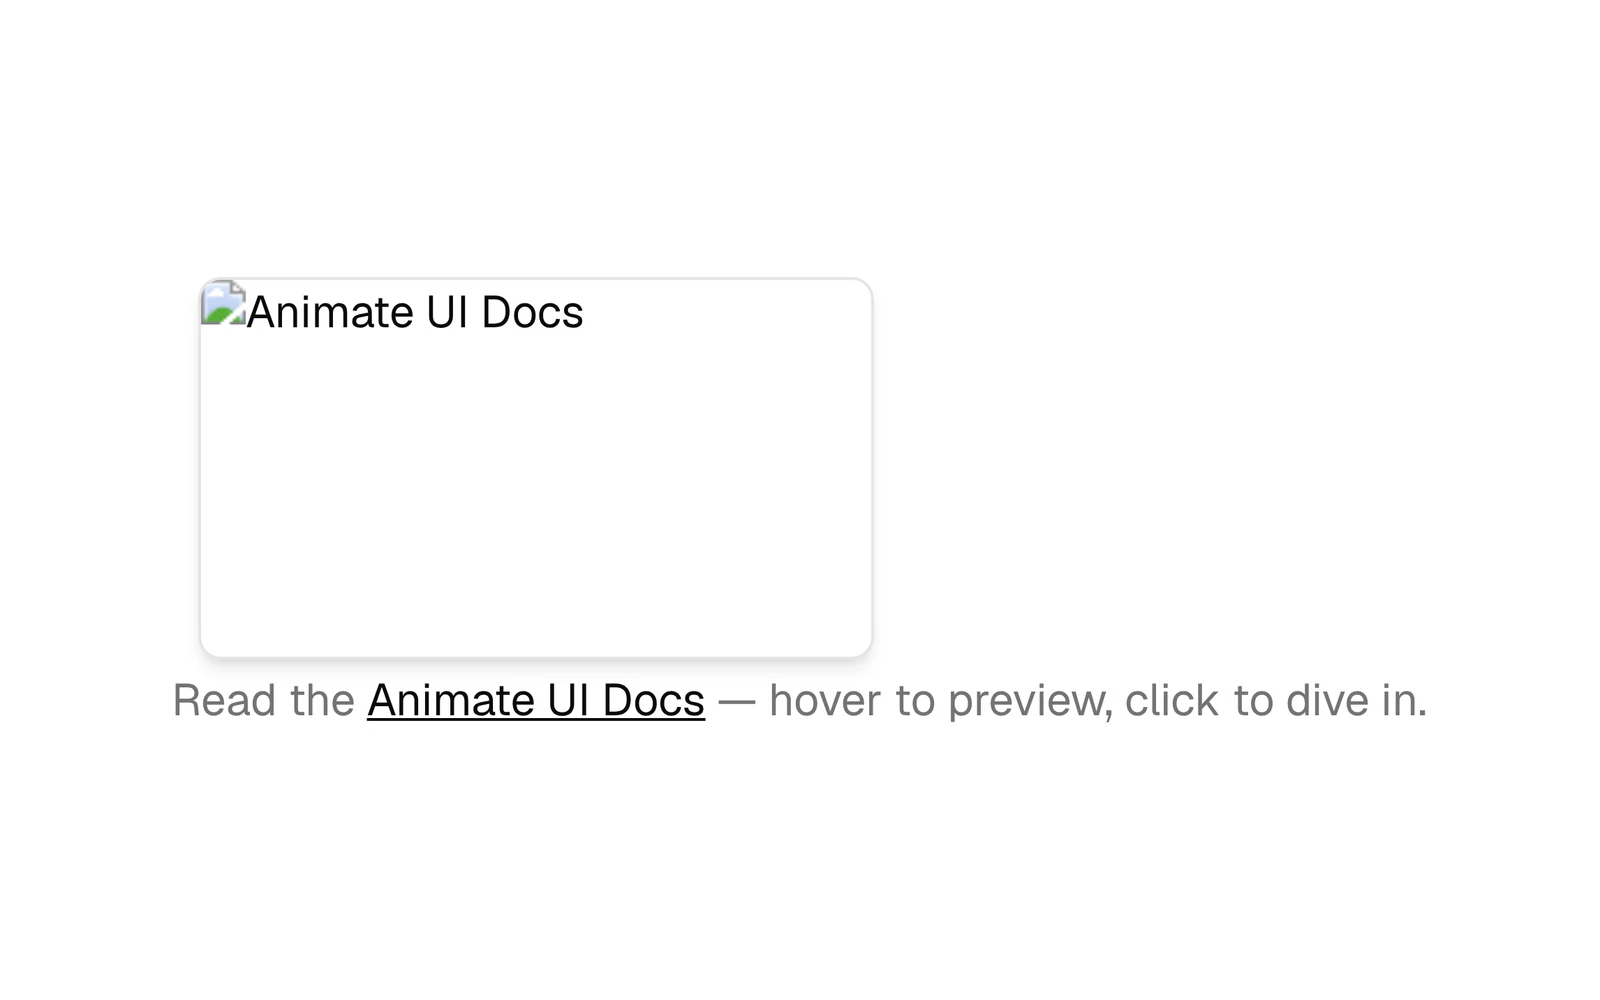 Animate UI Docs
Read the Animate UI Docs — hover to preview, click to dive in.